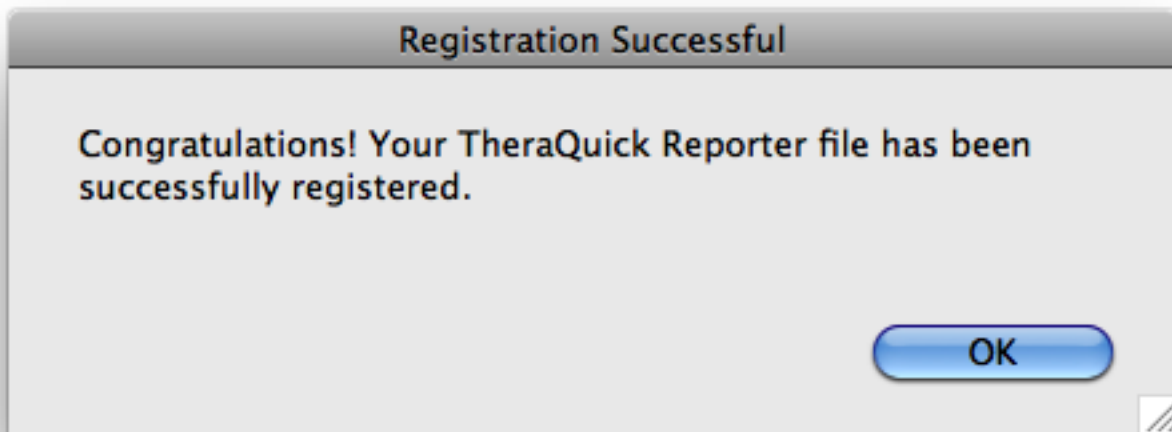 Registration Successful
Congratulations! Your TheraQuick Reporter file has been
successfully registered.
OK